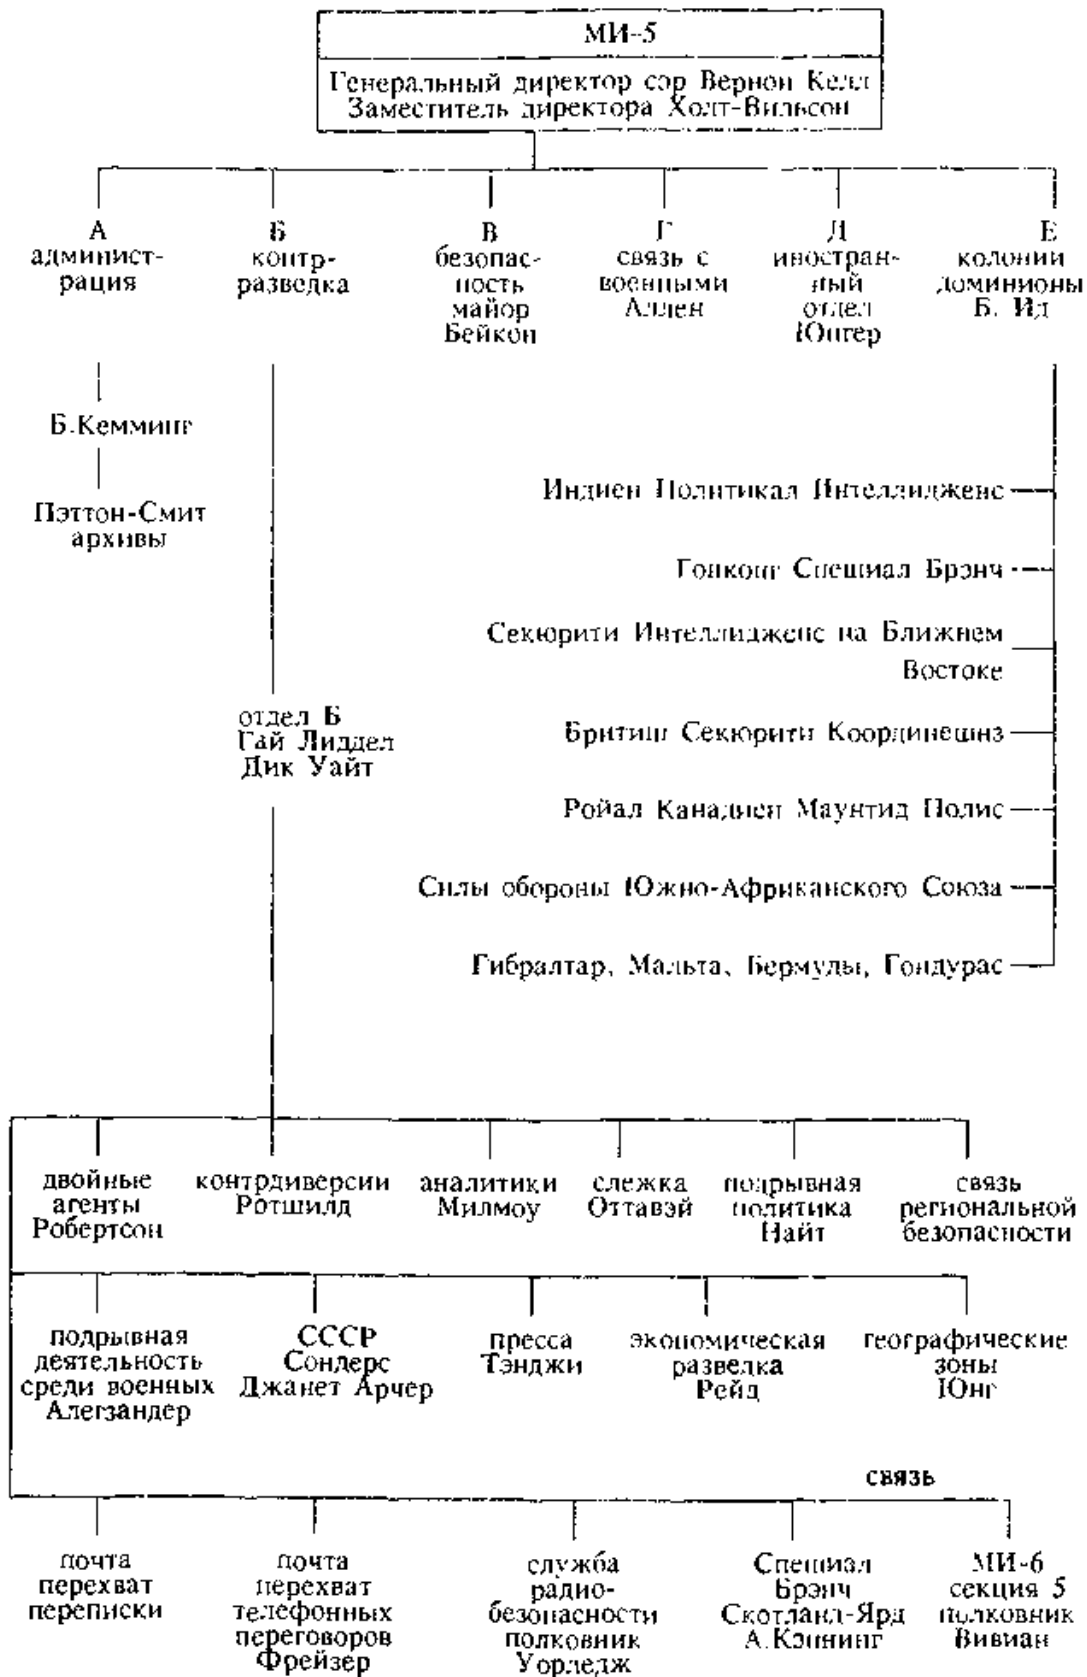 МИ-5
Генеральный директор сэр Вернон Келл
Заместитель директора Холт-Вильсон
А
админист-
рация
Б
контр-
разведка
В
безопас-
ность
майор
Бейкон
Г
связь с
военными
Аллен
Д
иностран-
ный
отдел
Юнгер
Е
колонии
доминионы
Б. Ид
Б.Кемминг
Пэттон-Смит
архивы
Индиен Политикал Интеллидженс
Гонконг Спешиал Брэнч
Секюрити Интеллидженс на Ближнем
Востоке
Бритиш Секюрити Координешнз
Ройал Канадиен Маунтид Полис
Силы обороны Южно-Африканского Союза
Гибралтар, Мальта, Бермуды, Гондурас
отдел Б
Гай Лиддел
Дик Уайт
двойные
агенты
Робертсон
контрдиверсии
Ротшилд
аналитики
Милмоу
слежка
Оттавэй
подрывная
политика
Найт
связь
региональной
безопасности
подрывная
деятельность
среди военных
Алегзандер
СССР
Сондерс
Джанет Арчер
пресса
Тэнджи
экономическая
разведка
Рейд
географические
зоны
Юнг
связь
почта
перехват
переписки
почта
перехват
телефонных
переговоров
Фрейзер
служба
радио-
безопасности
полковник
Уорледж
Спешиал
Брэнч
Скотланд-Ярд
А.Кэннинг
МИ-6
секция 5
полковник
Вивиан